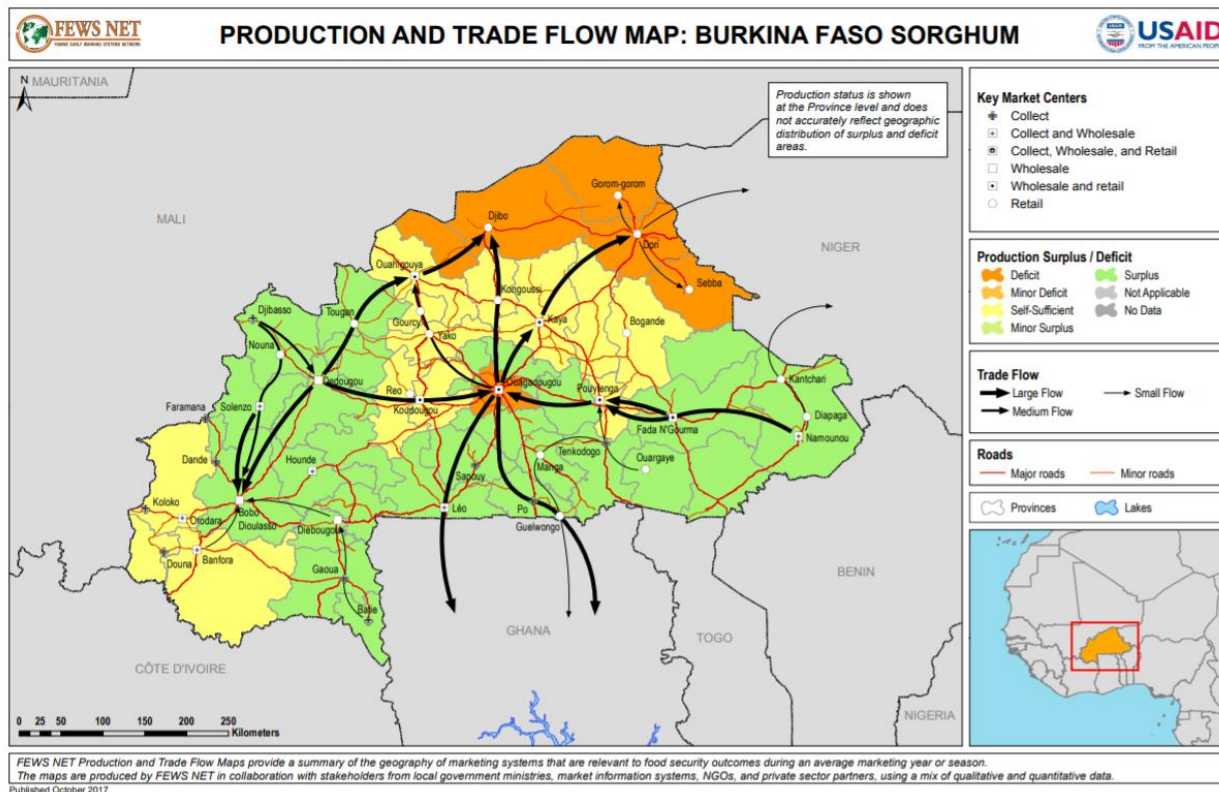 FEWS NET
FAMINE EARLY WARNING SYSTEMS NETWORK
PRODUCTION AND TRADE FLOW MAP: BURKINA FASO SORGHUM
USAID
FROM THE AMERICAN PEOPLE
MAURITANIA
N
Production status is shown
at the Province level and does
not accurately reflect geographic
distribution of surplus and deficit
areas.
MALI
NIGER
Gorom-gorom
Djibo
Dori
Ouahigouya
Sebba
Kongoussi
Djibasso
Tougan
Gourcy
Kaya
Nouna
Yako
Bogande
Dedougou
Ouagadougou
Kantchari
Reo
Pouytenga
Solenzo
Koudougou
Faramana
Diapaga
Fada N'Gourma
Namounou
Dande
Hounde
Tenkodogo
Manga
Ouargaye
Sapouy
Koloko
Bobo
Dioulasso
Léo
Po
Orodara
Diebougou
Guelwongo
Douna
Banfora
Gaoua
Batie
BENIN
GHANA
TOGO
CÔTE D'IVOIRE
NIGERIA
0 25 50 100 150 200 250
Kilometers
Key Market Centers
Collect
Collect and Wholesale
Collect, Wholesale, and Retail
Wholesale
Wholesale and retail
Retail
Production Surplus / Deficit
Deficit Surplus
Minor Deficit Not Applicable
Self-Sufficient No Data
Minor Surplus
Trade Flow
Large Flow Small Flow
Medium Flow
Roads
Major roads Minor roads
Provinces Lakes
FEWS NET Production and Trade Flow Maps provide a summary of the geography of marketing systems that are relevant to food security outcomes during an average marketing year or season.
The maps are produced by FEWS NET in collaboration with stakeholders from local government ministries, market information systems, NGOs, and private sector partners, using a mix of qualitative and quantitative data.
Published October 2017